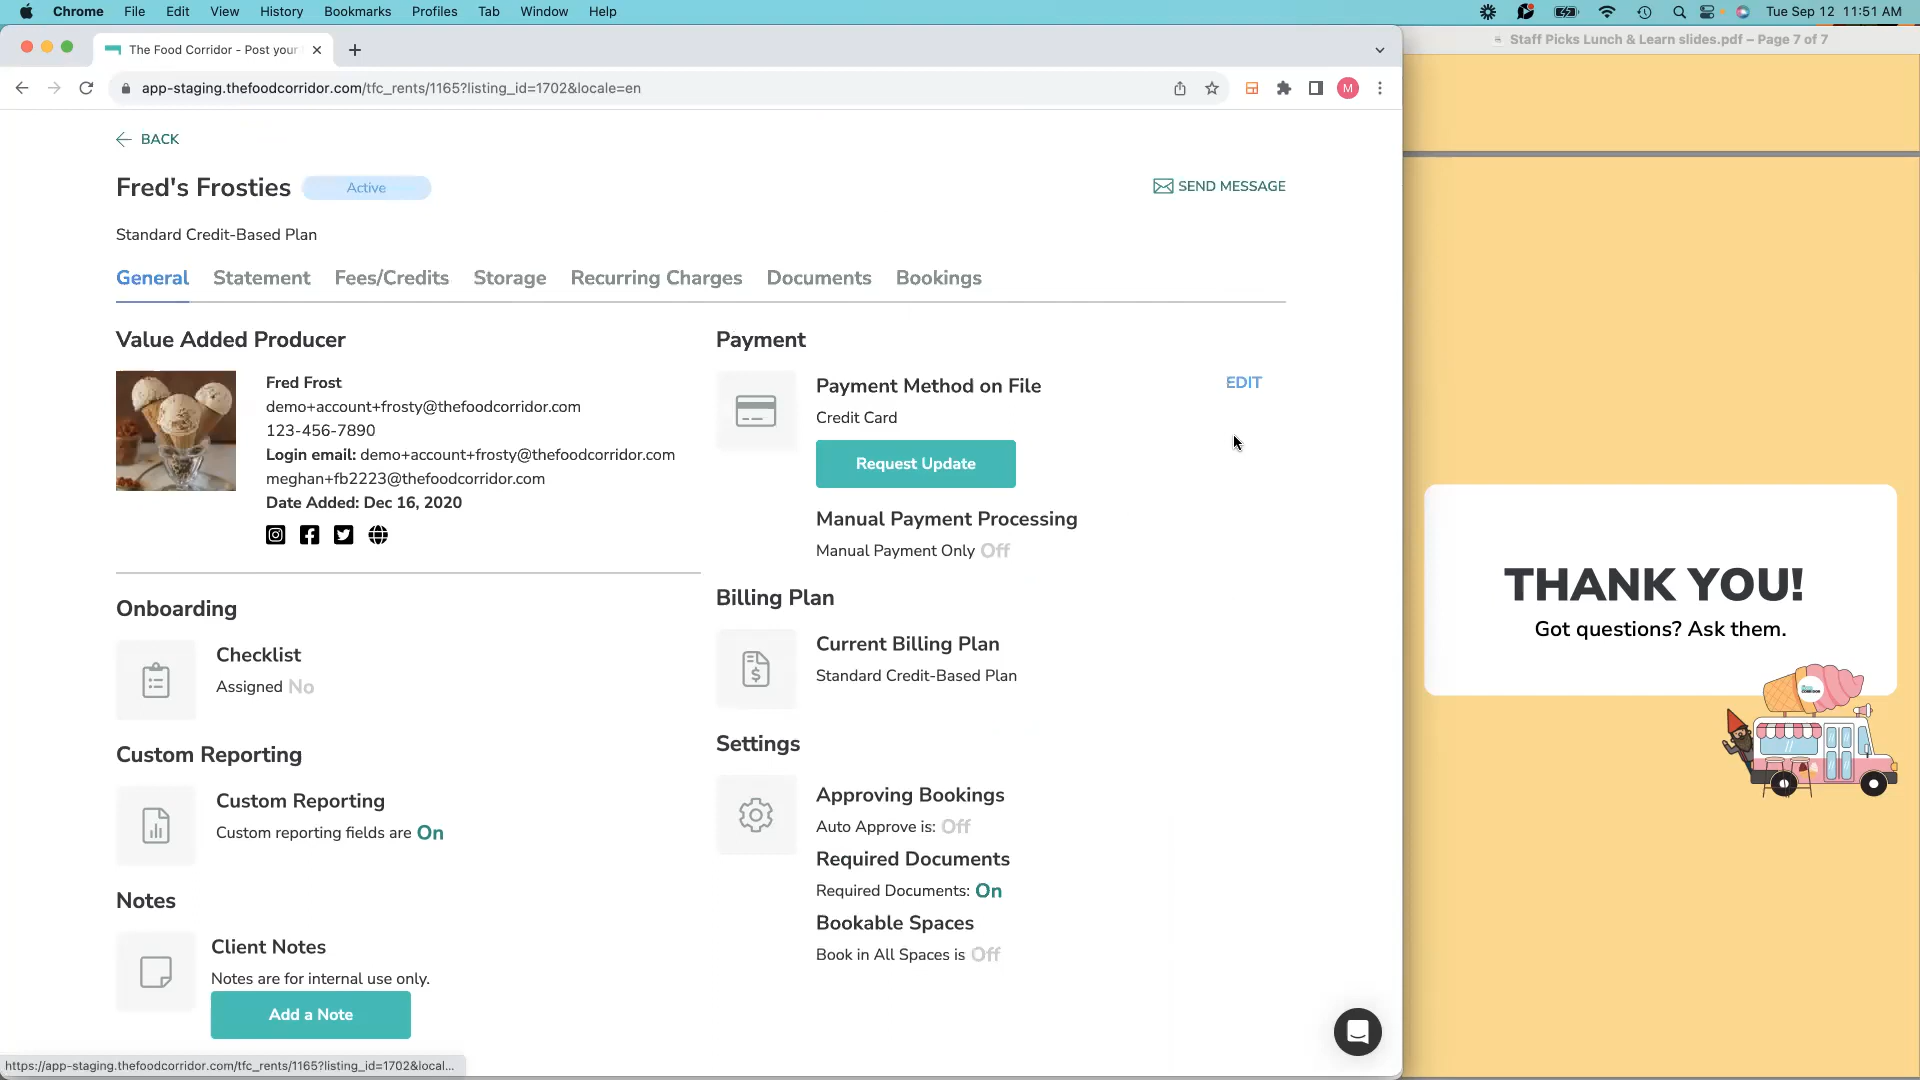 Chrome File Edit View History Bookmarks Profiles Tab Window Help Tue Sep 12 11:51 AM
The Food Corridor - Post your
Staff Picks Lunch & Learn slides.pdf – Page 7 of 7
app-staging.thefoodcorridor.com/tfc_rents/1165?listing_id=1702&locale=en
M
BACK
Fred's Frosties Active
SEND MESSAGE
Standard Credit-Based Plan
General Statement Fees/Credits Storage Recurring Charges Documents Bookings
Value Added Producer
Fred Frost
demo+account+frosty@thefoodcorridor.com
123-456-7890
Login email: demo+account+frosty@thefoodcorridor.com
meghan+fb2223@thefoodcorridor.com
Date Added: Dec 16, 2020
Onboarding
Checklist
Assigned No
Custom Reporting
Custom Reporting
Custom reporting fields are On
Notes
Client Notes
Notes are for internal use only.
Add a Note
Payment
Payment Method on File
EDIT
Credit Card
Request Update
Manual Payment Processing
Manual Payment Only Off
Billing Plan
Current Billing Plan
Standard Credit-Based Plan
Settings
Approving Bookings
Auto Approve is: Off
Required Documents
Required Documents: On
Bookable Spaces
Book in All Spaces is Off
https://app-staging.thefoodcorridor.com/tfc_rents/1165?listing_id=1702&local...
THANK YOU!
Got questions? Ask them.